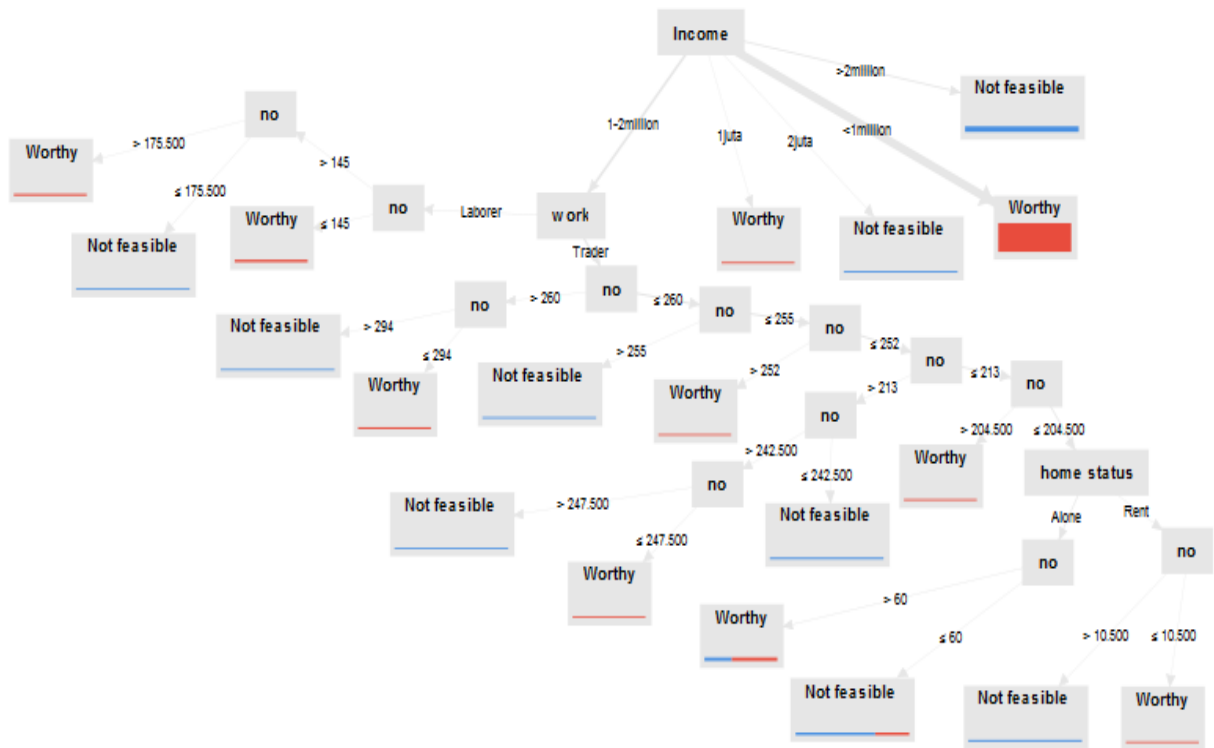 Income
>2million
Not feasible
<1million
1-2million
1juta
2juta
no
> 175.500
Worthy
> 145
≤ 175.500
no
Laborer
work
Worthy
≤ 145
Worthy
Not feasible
Worthy
Not feasible
Trader
no
> 260
≤ 260
no
no
≤ 255
no
≤ 252
no
≤ 213
no
> 294
Not feasible
≤ 294
Worthy
> 255
Not feasible
> 252
Worthy
> 213
no
> 204.500
≤ 204.500
Worthy
home status
> 242.500
≤ 242.500
no
Not feasible
> 247.500
Not feasible
≤ 247.500
Worthy
Alone
Rent
no
no
> 60
Worthy
≤ 60
Not feasible
> 10.500
≤ 10.500
Not feasible
Worthy